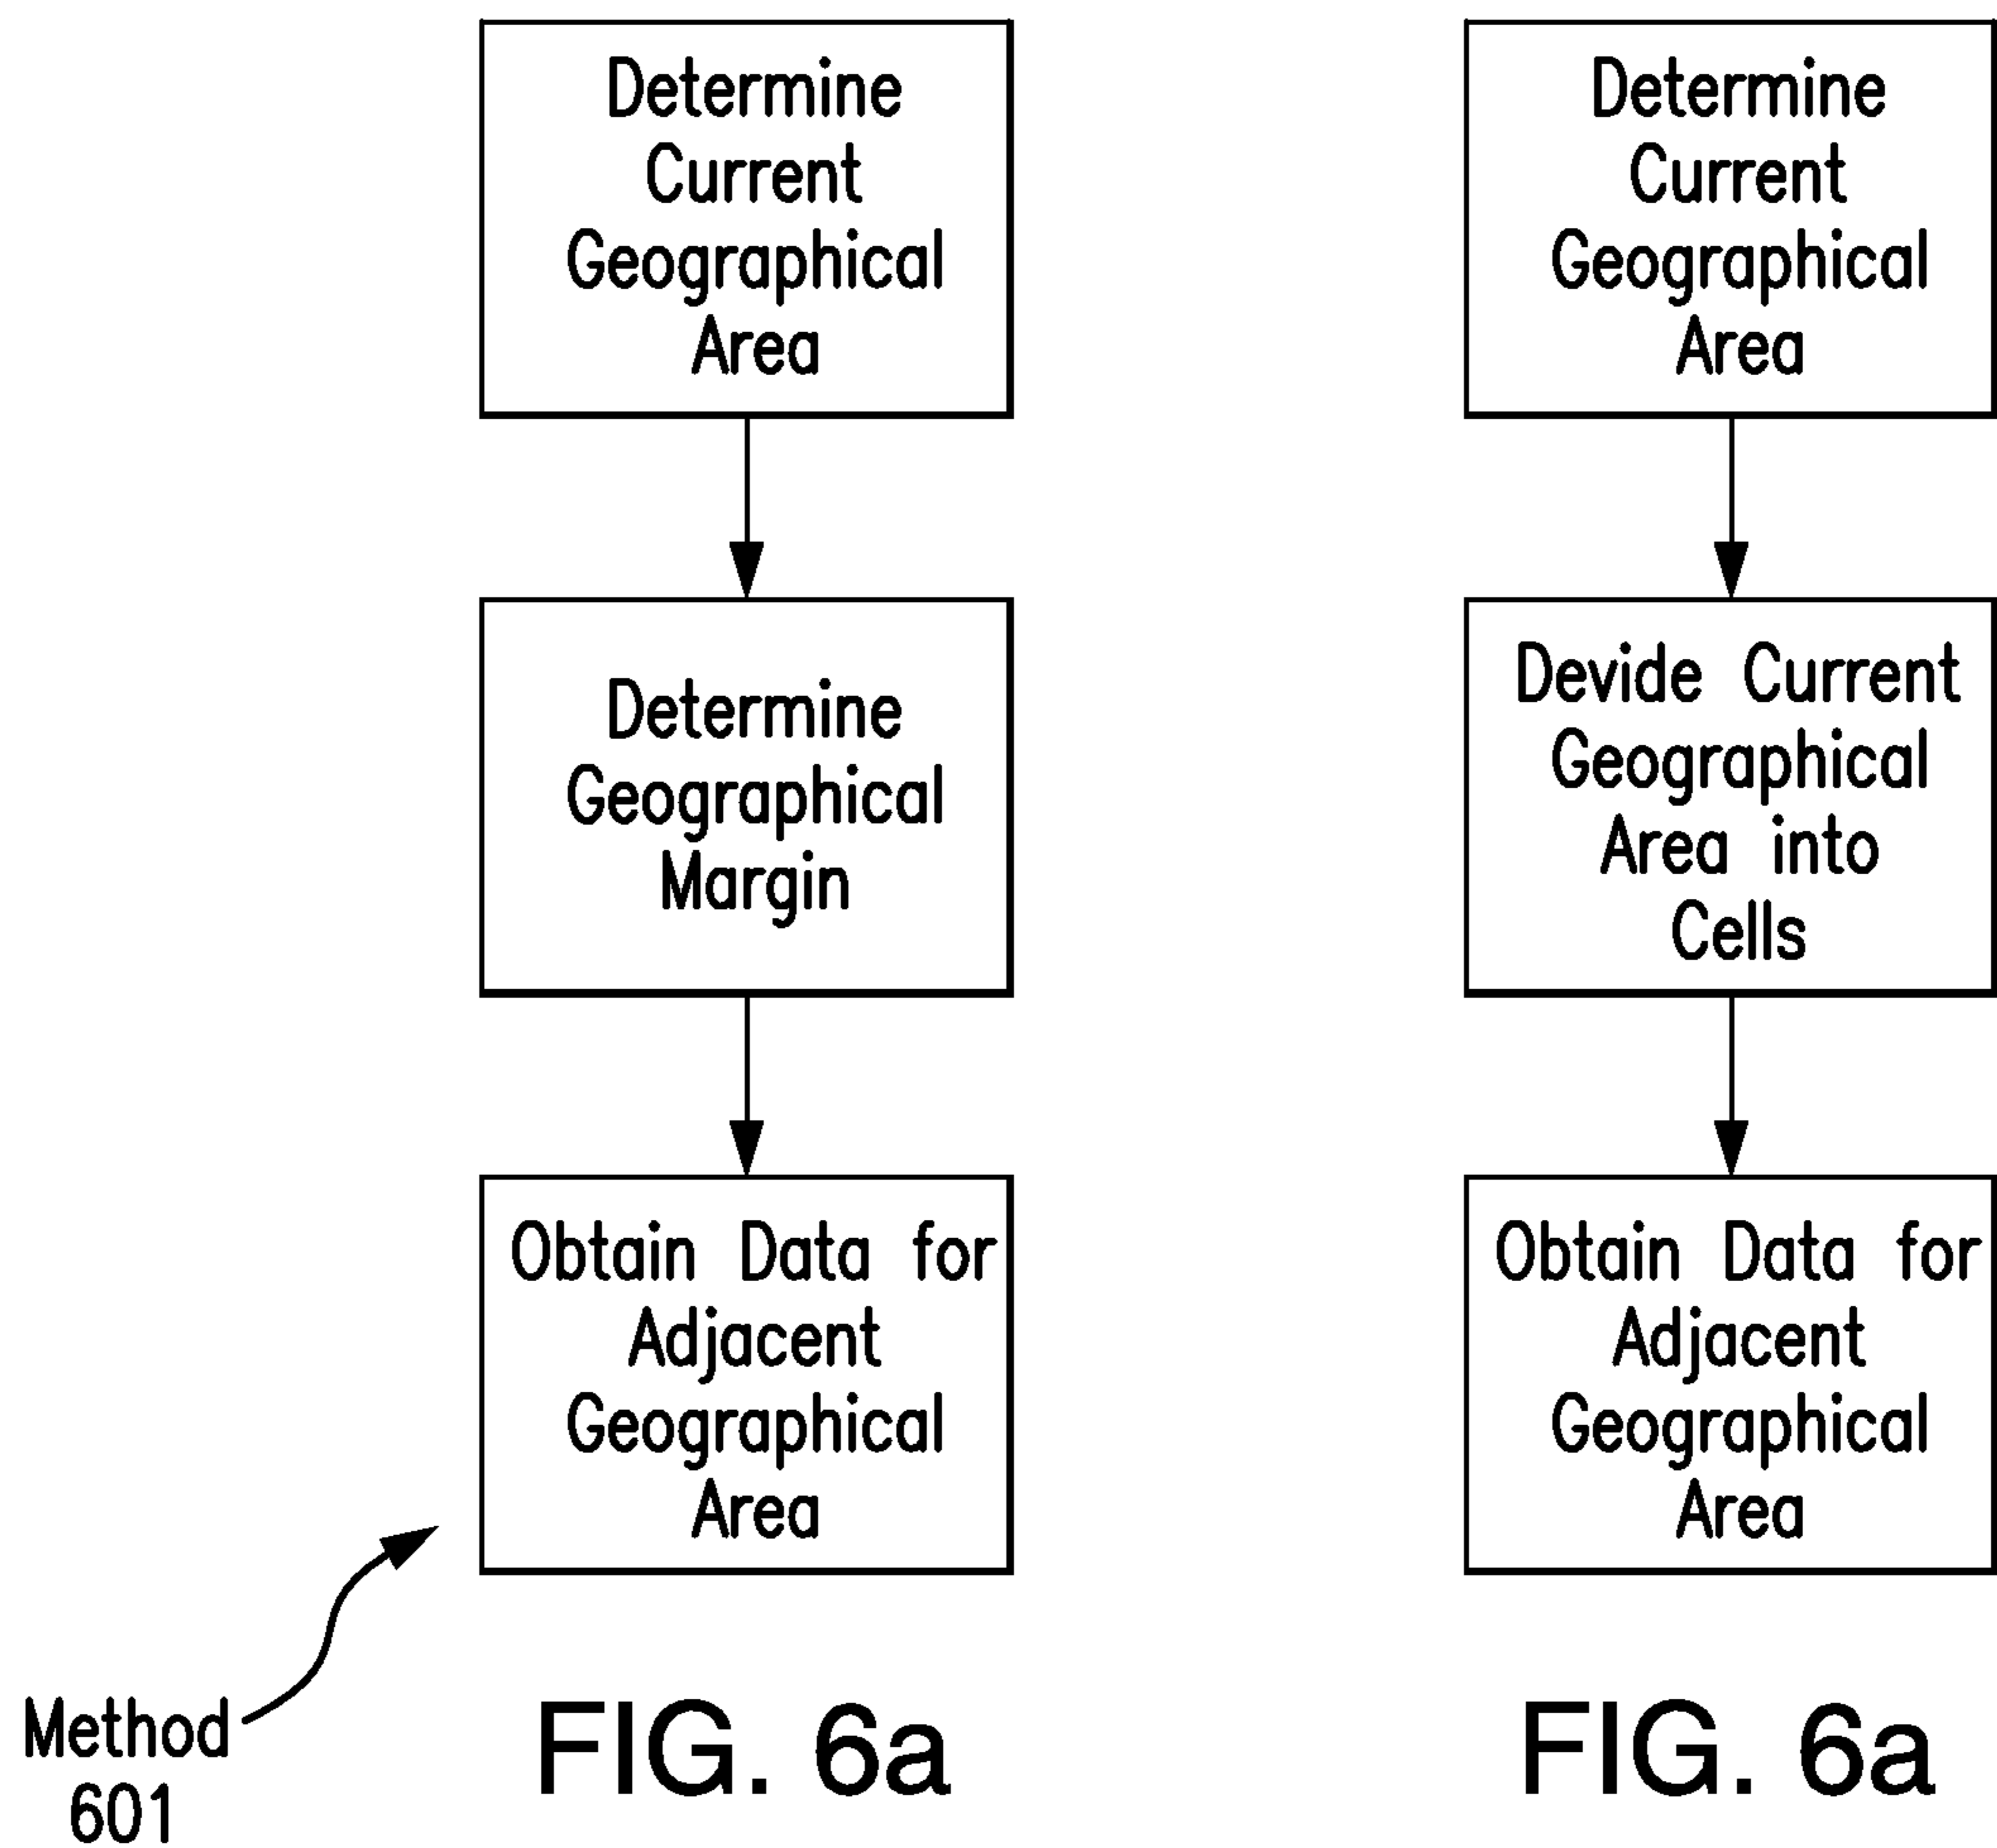 Determine
Current
Geographical
Area
Determine
Geographical
Margin
Obtain Data for
Adjacent
Geographical
Area
Method
601
FIG. 6a
Determine
Current
Geographical
Area
Devide Current
Geographical
Area into
Cells
Obtain Data for
Adjacent
Geographical
Area
FIG. 6a